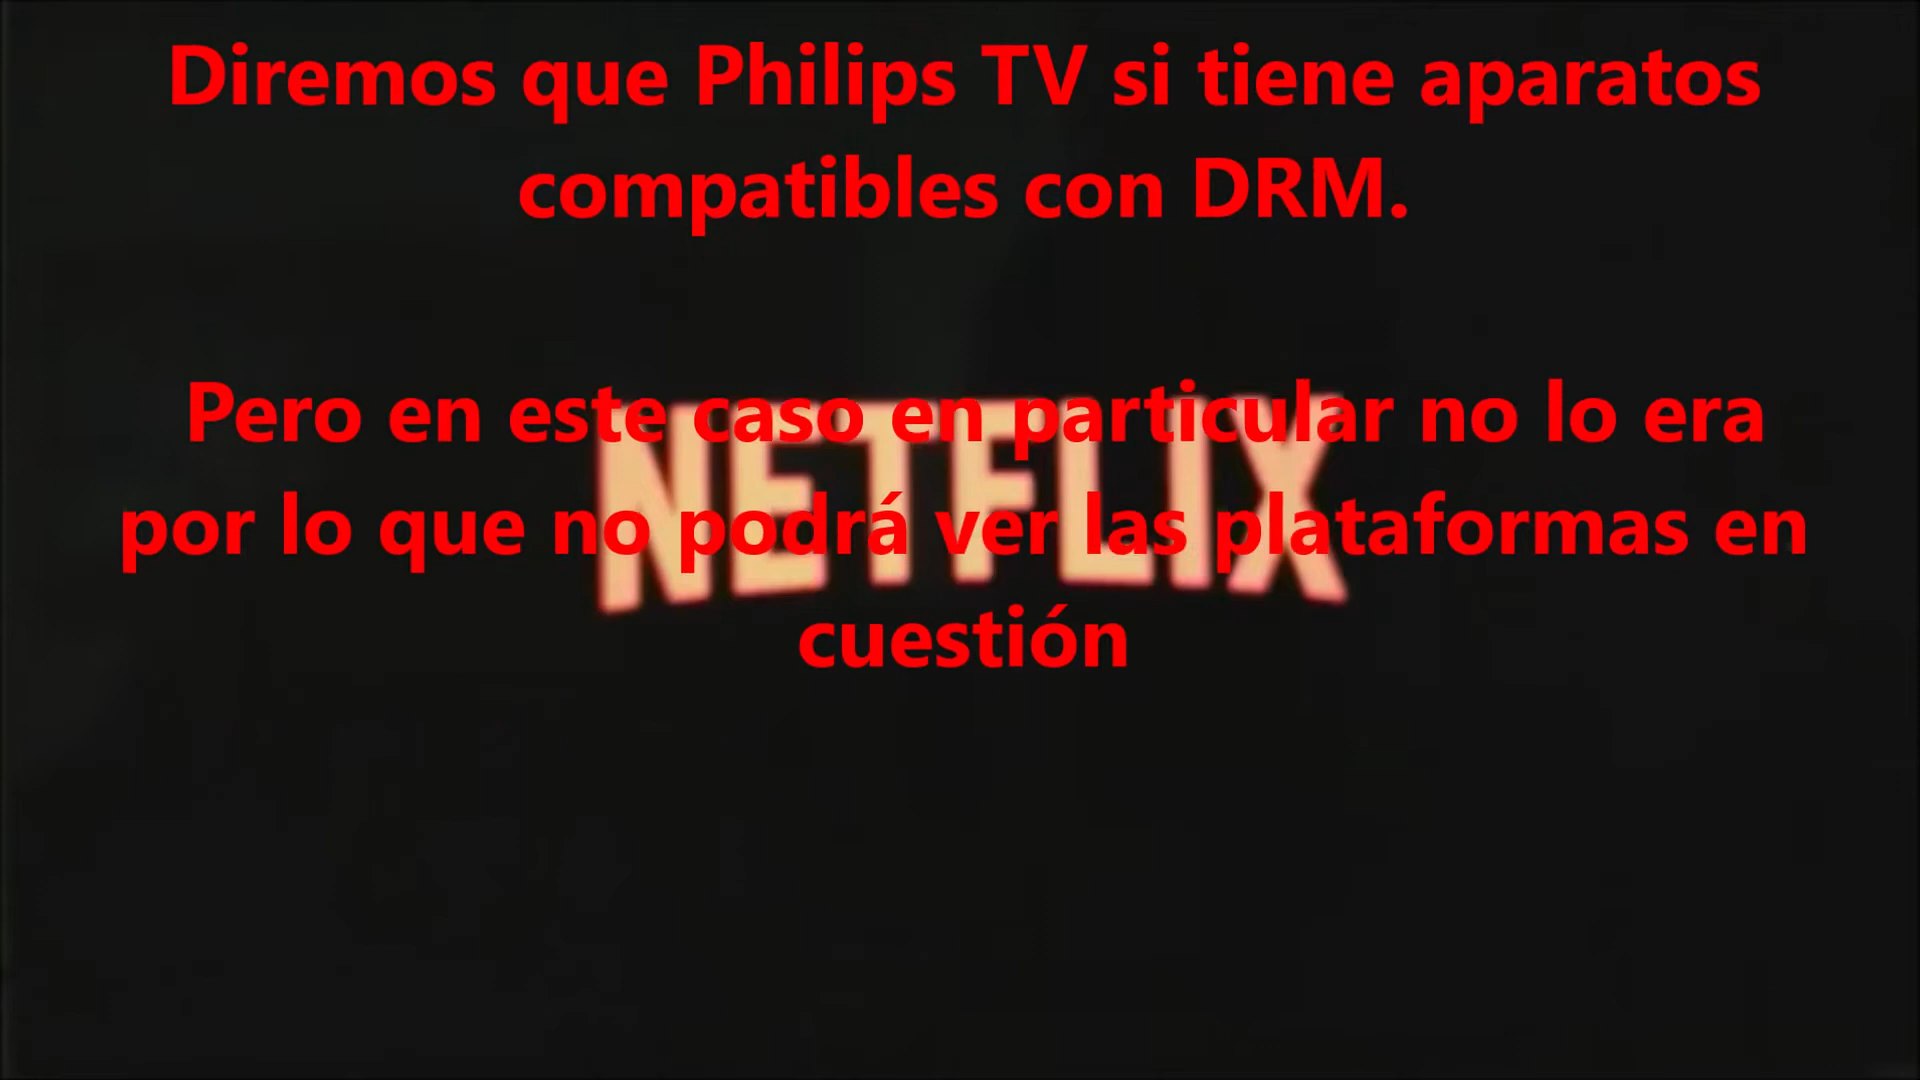 Diremos que Philips TV si tiene aparatos
compatibles con DRM.
Pero en este caso en particular no lo era
NETFLIX
por lo que no podrá ver las plataformas en
cuestión